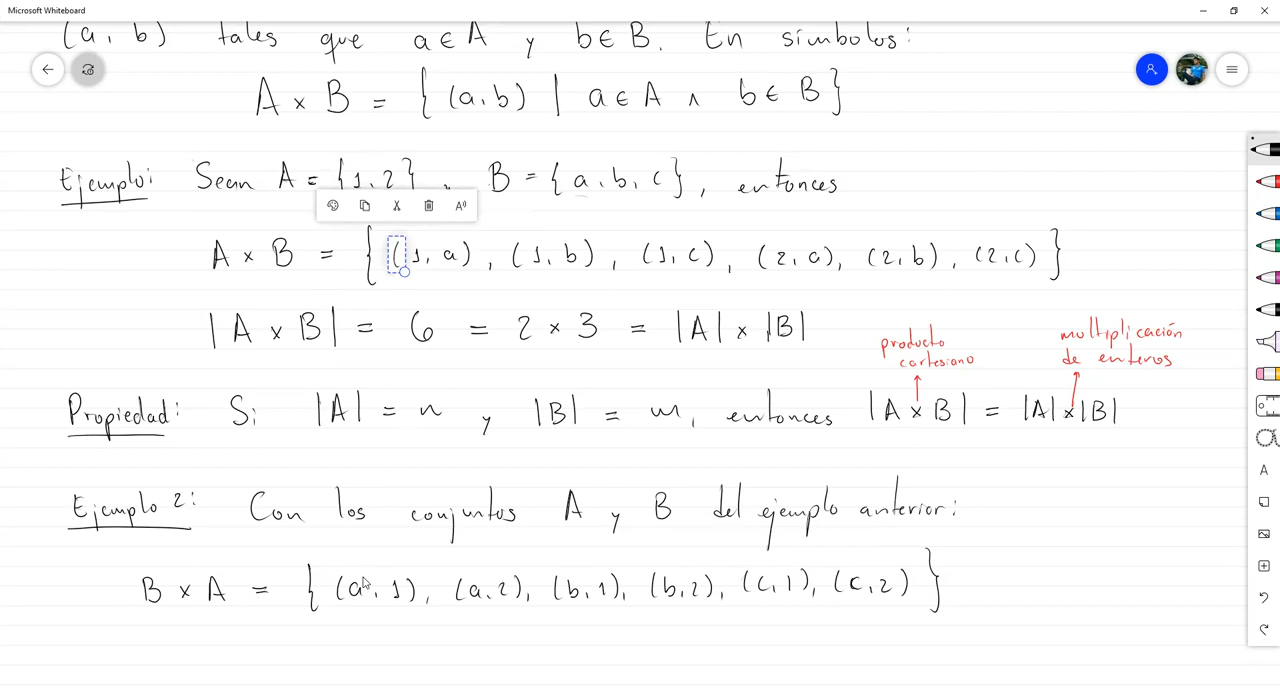 Microsoft Whiteboard
(a, b) tales que a ∈ A y b ∈ B. En símbolos:
A × B = { (a, b) | a ∈ A ∧ b ∈ B }
Ejemplo: Sean A = {1, 2}, B = {a, b, c}, entonces
A × B = { (1, a), (1, b), (1, c), (2, a), (2, b), (2, c) }
|A × B| = 6 = 2 × 3 = |A| × |B|
producto cartesiano
multiplicación de enteros
Propiedad: Si |A| = n y |B| = m, entonces |A × B| = |A| × |B|
Ejemplo 2: Con los conjuntos A y B del ejemplo anterior:
B × A = { (a, 1), (a, 2), (b, 1), (b, 2), (c, 1), (c, 2) }